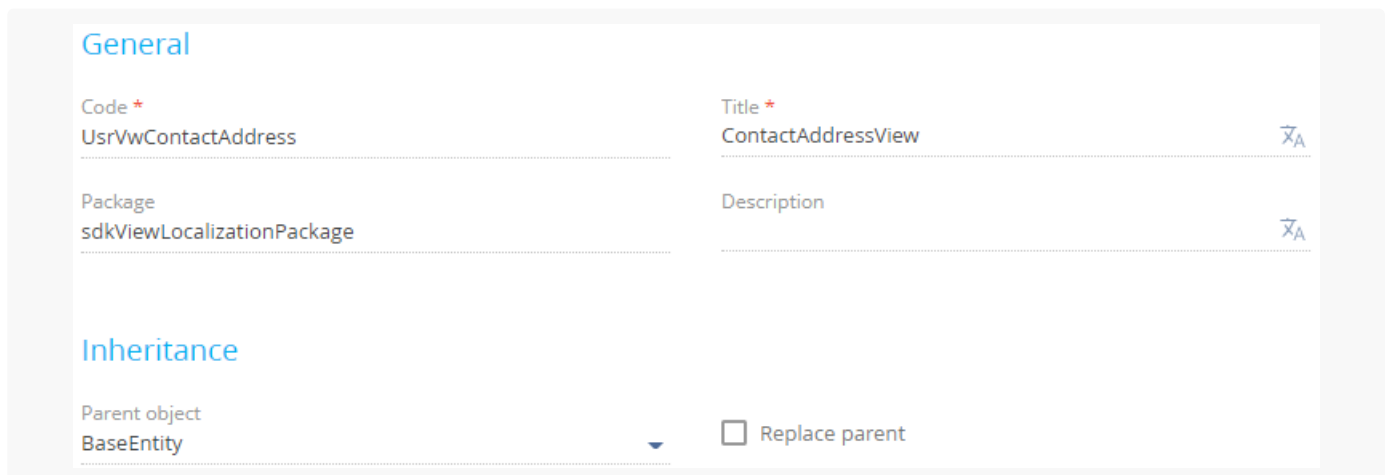 General
Code *
Title *
UsrVwContactAddress
ContactAddressView
Package
Description
sdkViewLocalizationPackage
Inheritance
Parent object
BaseEntity
Replace parent